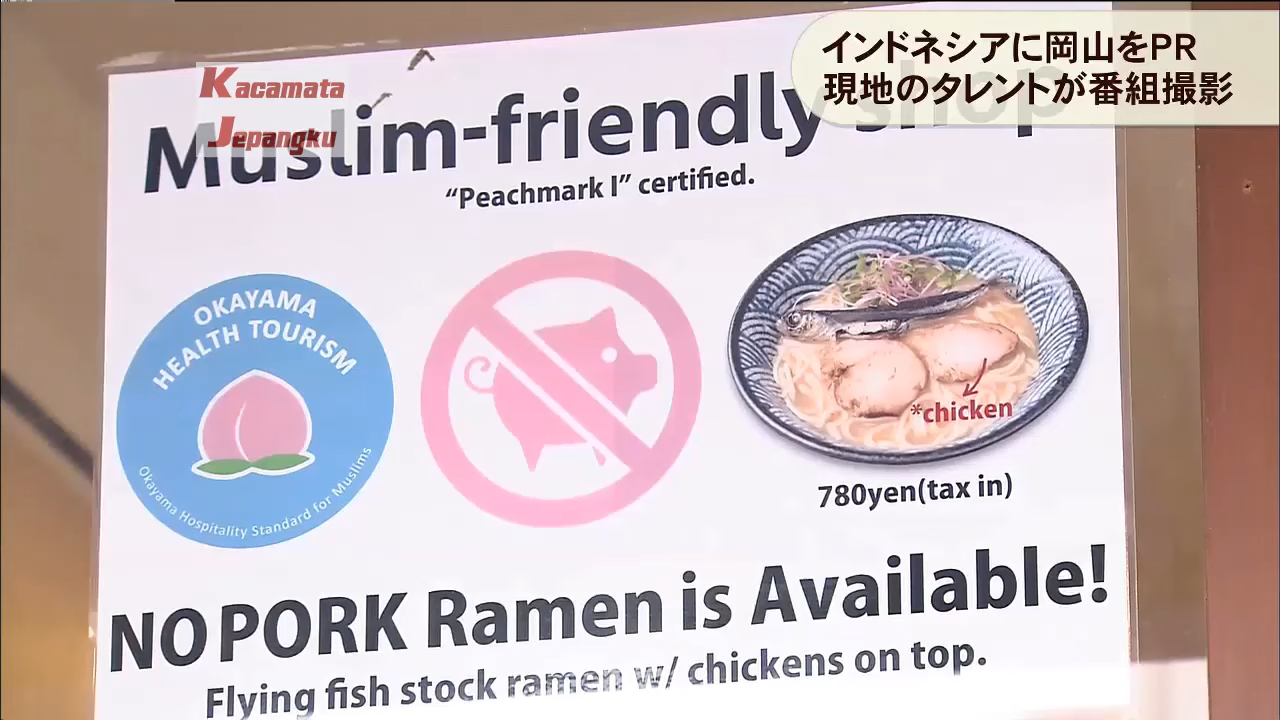 インドネシアに岡山をPR
現地のタレントが番組撮影
Kacamata
Jepangku
Muslim-friendly shop
“Peachmark I” certified.
OKAYAMA
HEALTH TOURISM
Okayama Hospitality Standard for Muslims
*chicken
780yen(tax in)
NO PORK Ramen is Available!
Flying fish stock ramen w/ chickens on top.